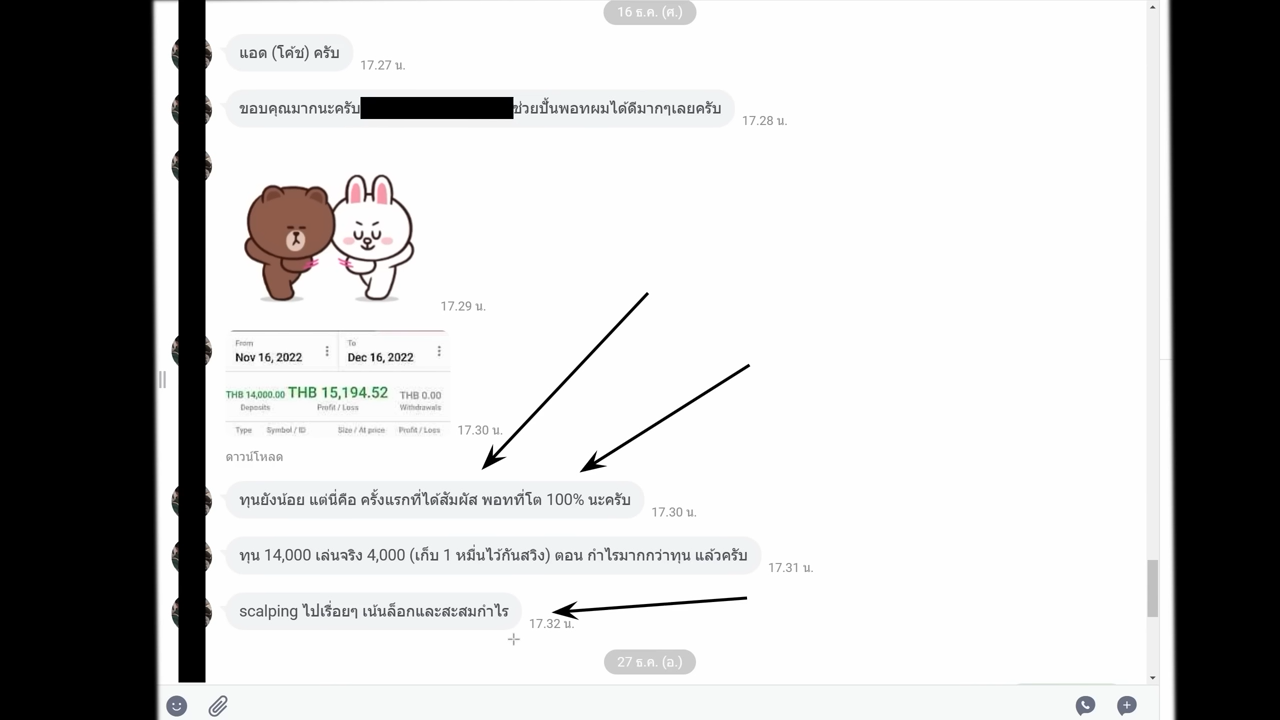 16 ธ.ค. (ศ.)
แอด (โค้ช) ครับ
17.27 น.
ขอบคุณมากนะครับ ช่วยปั้นพอทผมได้ดีมากๆเลยครับ
17.28 น.
17.29 น.
From To
Nov 16, 2022 Dec 16, 2022
THB 14,000.00 THB 15,194.52 THB 0.00
Deposits Profit / Loss Withdrawals
Type Symbol / ID Size / At price Profit / Loss
17.30 น.
ดาวน์โหลด
ทุนยังน้อย แต่นี่คือ ครั้งแรกที่ได้สัมผัส พอทที่โต 100% นะครับ
17.30 น.
ทุน 14,000 เล่นจริง 4,000 (เก็บ 1 หมื่นไว้กันสวิง) ตอน กำไรมากกว่าทุน แล้วครับ
17.31 น.
scalping ไปเรื่อยๆ เน้นล็อกและสะสมกำไร
17.32 น.
27 ธ.ค. (อ.)